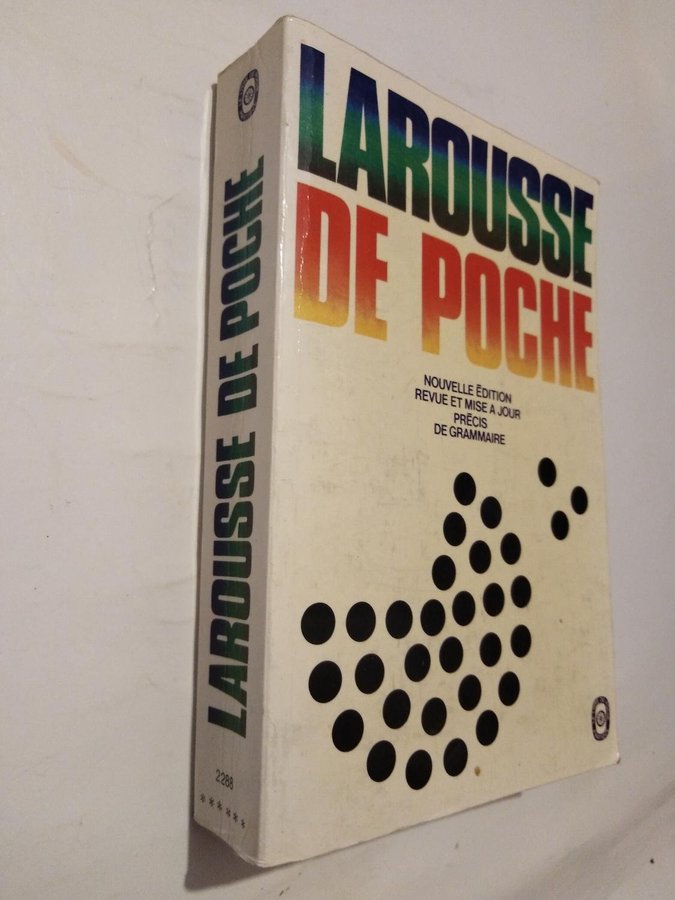 LAROUSSE
DE POCHE
NOUVELLE ÉDITION
REVUE ET MISE A JOUR
PRÉCIS
DE GRAMMAIRE
LAROUSSE DE POCHE
2288
******